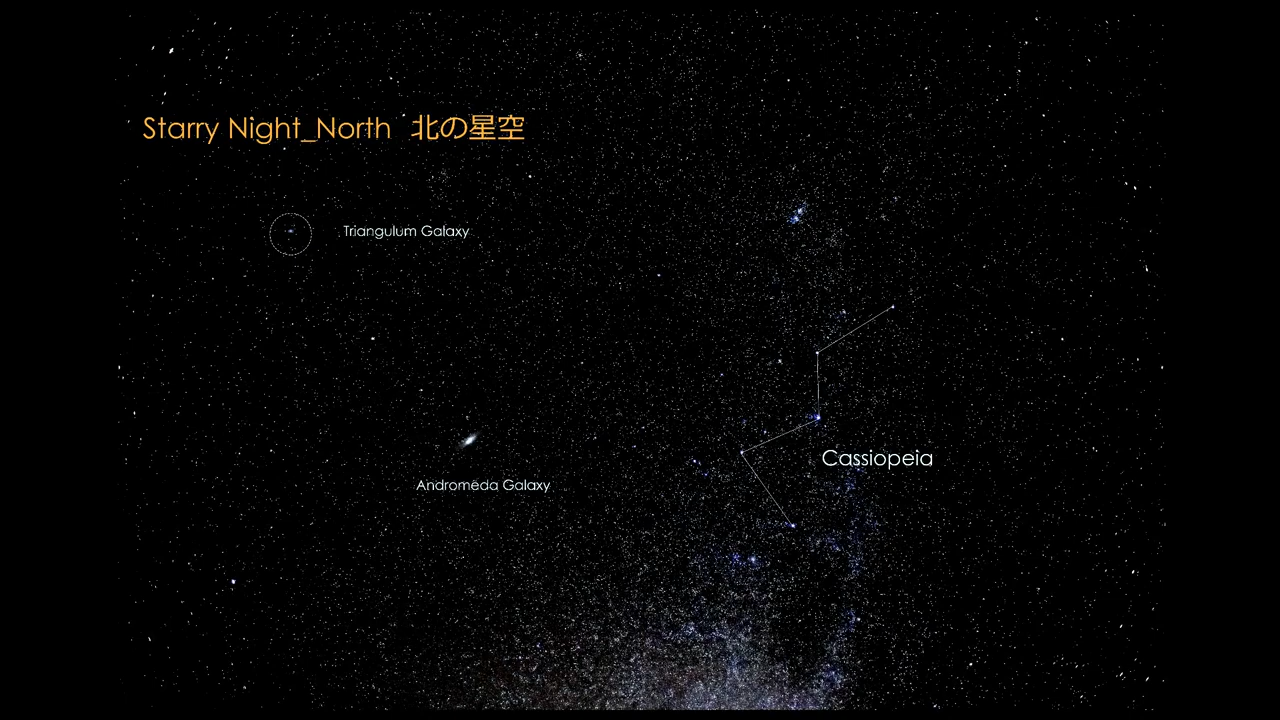 Starry Night_North 北の星空
Triangulum Galaxy
Cassiopeia
Andromeda Galaxy